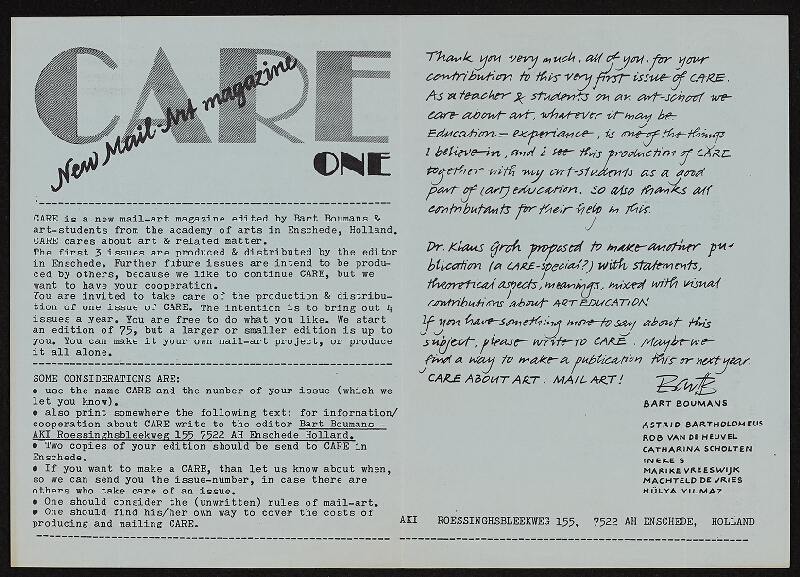 CARE
New Mail-Art magazine
ONE
CARE is a new mail-art magazine edited by Bart Boumans &
art-students from the academy of arts in Enschede, Holland.
CARE cares about art & related matter.
The first 3 issues are produced & distributed by the editor
in Enschede. Further future issues are intend to be produ-
ced by others, because we like to continue CARE, but we
want to have your cooperation.
You are invited to take care of the production & distribu-
tion of one issue of CARE. The intention is to bring out 4
issues a year. You are free to do what you like. We start
an edition of 75, but a larger or smaller edition is up to
you. You can make it your own mail-art project, or produce
it all alone.
SOME CONSIDERATIONS ARE:
• use the name CARE and the number of your issue (which we
let you know).
• also print somewhere the following text: for information/
cooperation about CARE write to the editor Bart Boumans
AKI Roessinghsbleekweg 155 7522 AH Enschede Holland.
• Two copies of your edition should be send to CARE in
Enschede.
• If you want to make a CARE, than let us know about when,
so we can send you the issue-number, in case there are
others who take care of an issue.
• One should consider the (unwritten) rules of mail-art.
• One should find his/her own way to cover the costs of
producing and mailing CARE.
Thank you very much, all of you, for your
contribution to this very first issue of CARE.
As a teacher & students on an art-school we
care about art, whatever it may be.
Education – experiance, is one of the things
I believe in, and i see this production of CARE
together with my art-students as a good
part of (art) education. So also thanks all
contributants for their help in this.
Dr. Klaus Groh proposed to make another pu-
blication (a CARE-special?) with statements,
theoretical aspects, meanings, mixed with visual
contributions about ART EDUCATION
If you have something more to say about this
subject, please write to CARE. Maybe we
find a way to make a publication this or next year.
CARE ABOUT ART. MAIL ART!
BartB
BART BOUMANS
ASTRID BARTHOLOMEUS
ROB VAN DE HEUVEL
CATHARINA SCHOLTEN
INEKE S
MARIKE VREESWIJK
MACHTELD DE VRIES
HÜLYA YILMAZ
AKI ROESSINGHSBLEEKWEG 155, 7522 AH ENSCHEDE, HOLLAND